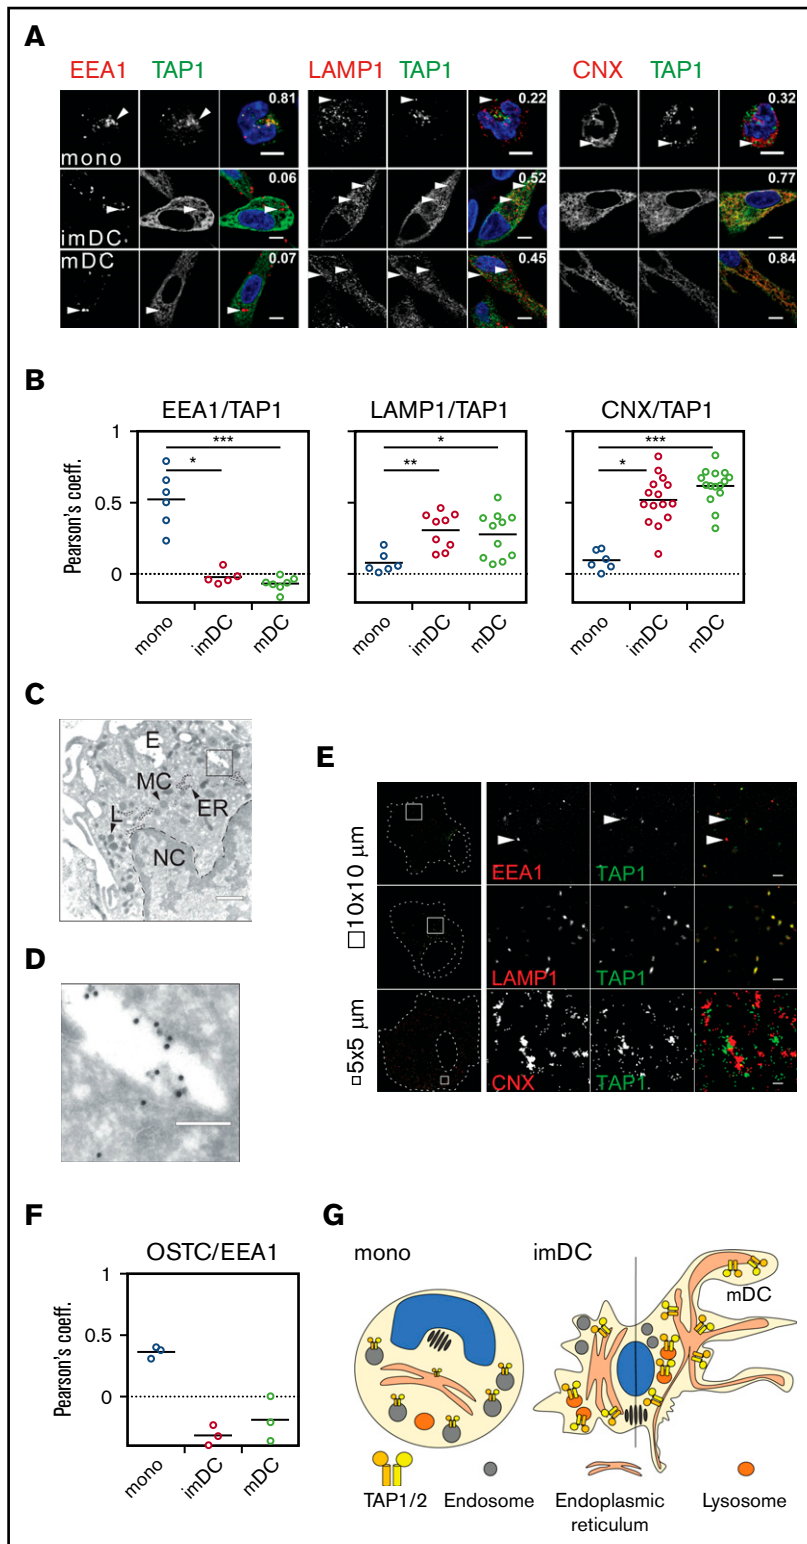 A
EEA1 TAP1 LAMP1 TAP1 CNX TAP1
0.81 0.22 0.32
mono
0.06 0.52 0.77
imDC
mDC 0.07 0.45 0.84
B
EEA1/TAP1 LAMP1/TAP1 CNX/TAP1
Pearson's coeff.
1
0.5
0
***
*
*
**
***
*
mono imDC mDC mono imDC mDC mono imDC mDC
C
E
MC
L ER
NC
D
E
10x10 μm
5x5 μm
EEA1 TAP1
LAMP1 TAP1
CNX TAP1
F
OSTC/EEA1
Pearson's coeff.
1
0.5
0
mono imDC mDC
G
mono imDC
mDC
TAP1/2 Endosome Endoplasmic Lysosome
reticulum